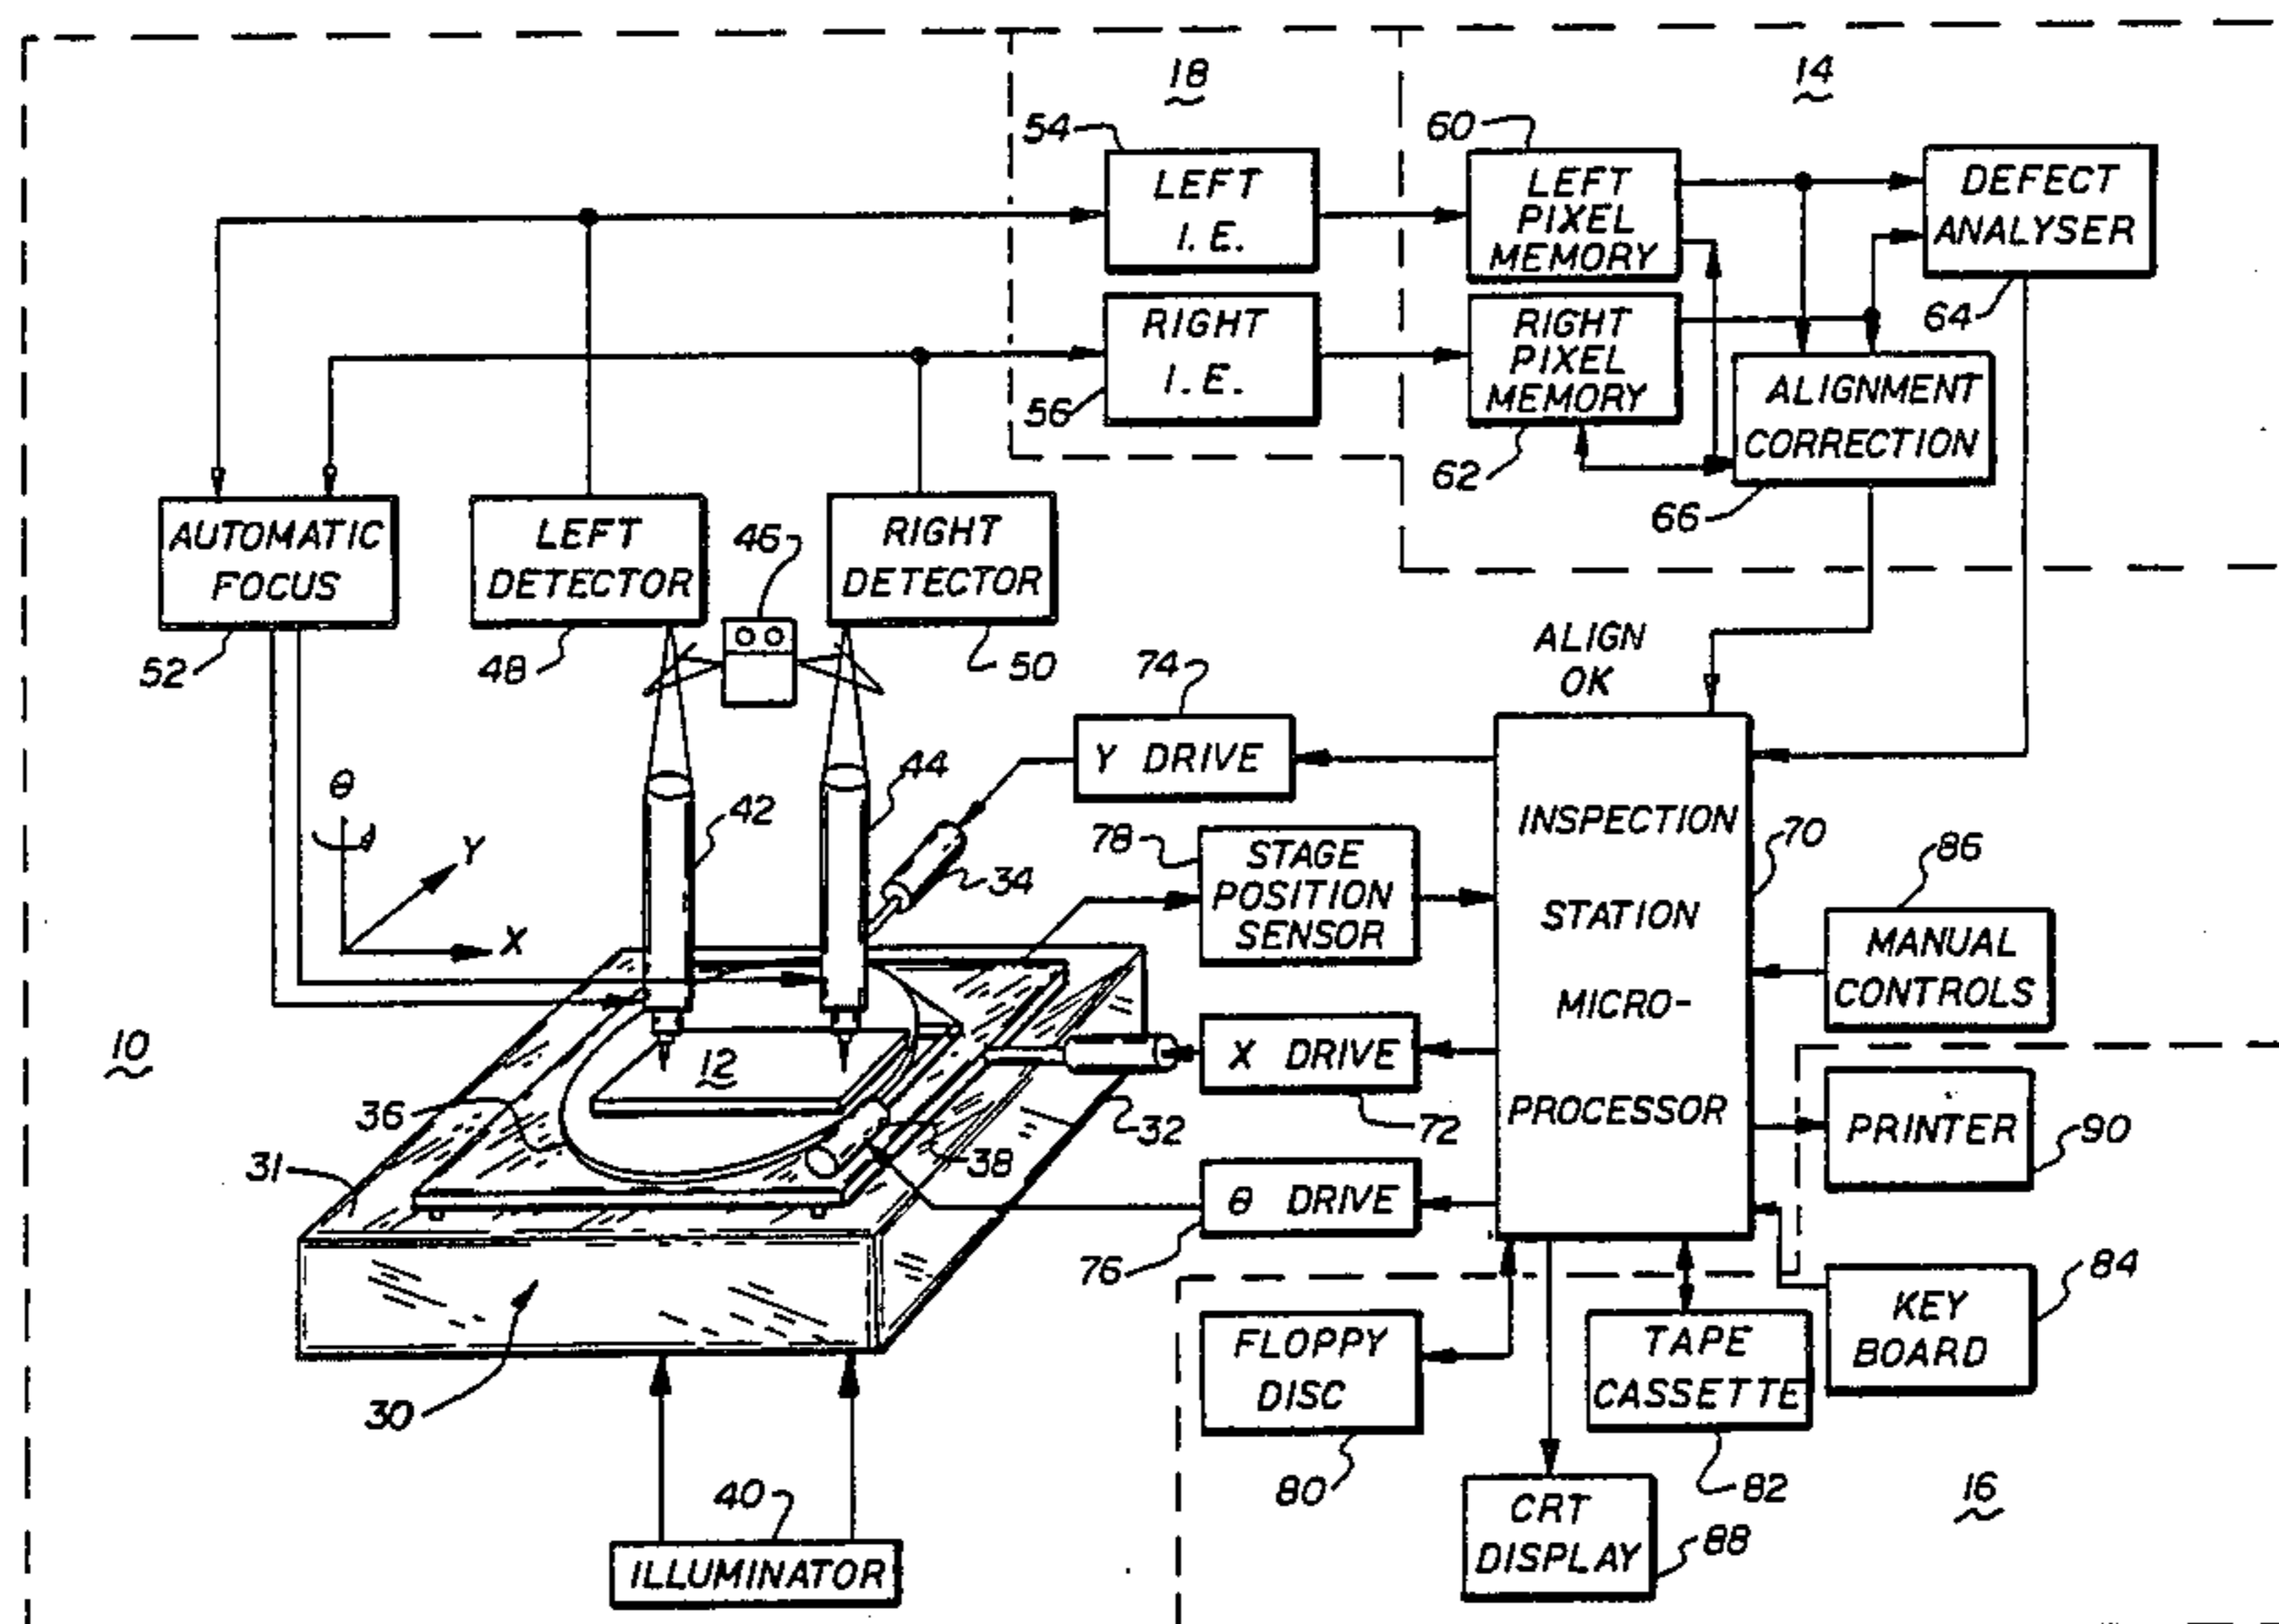 18
14
54
LEFT
I.E.
60
LEFT
PIXEL
MEMORY
DEFECT
ANALYSER
64
RIGHT
I.E.
56
RIGHT
PIXEL
MEMORY
62
ALIGNMENT
CORRECTION
66
AUTOMATIC
FOCUS
52
LEFT
DETECTOR
48
46
RIGHT
DETECTOR
50
ALIGN
OK
74
Y DRIVE
θ
Y
X
42
44
34
78
STAGE
POSITION
SENSOR
INSPECTION
STATION
MICRO-
PROCESSOR
70
86
MANUAL
CONTROLS
10
12
X DRIVE
72
32
36
38
31
PRINTER
90
θ DRIVE
76
30
FLOPPY
DISC
80
TAPE
CASSETTE
82
KEY
BOARD
84
16
40
ILLUMINATOR
CRT
DISPLAY
88